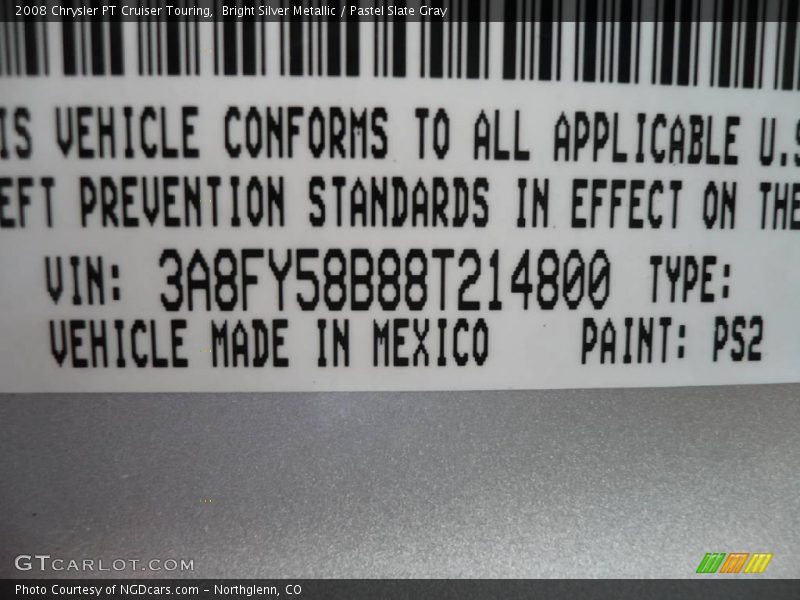 2008 Chrysler PT Cruiser Touring, Bright Silver Metallic / Pastel Slate Gray
IS VEHICLE CONFORMS TO ALL APPLICABLE U.S
EFT PREVENTION STANDARDS IN EFFECT ON THE
VIN: 3A8FY58B88T214800 TYPE:
VEHICLE MADE IN MEXICO PAINT: PS2
GTCARLOT.COM
Photo Courtesy of NGDcars.com - Northglenn, CO